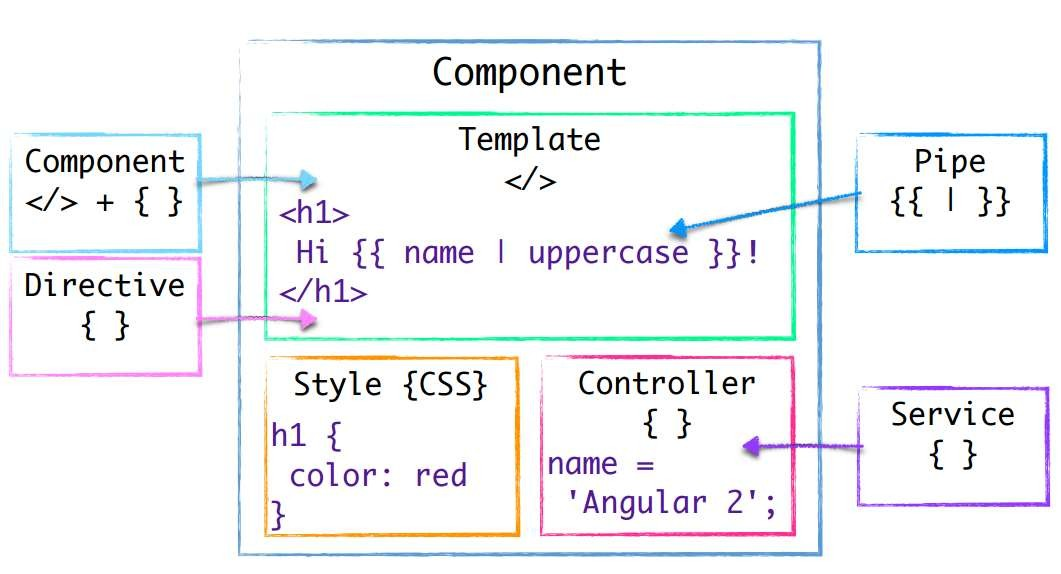 Component
Template
</>
<h1>
Hi {{ name | uppercase }}!
</h1>
Style {CSS}
h1 {
color: red
}
Controller
{ }
name =
'Angular 2';
Component
</> + { }
Directive
{ }
Pipe
{{ | }}
Service
{ }